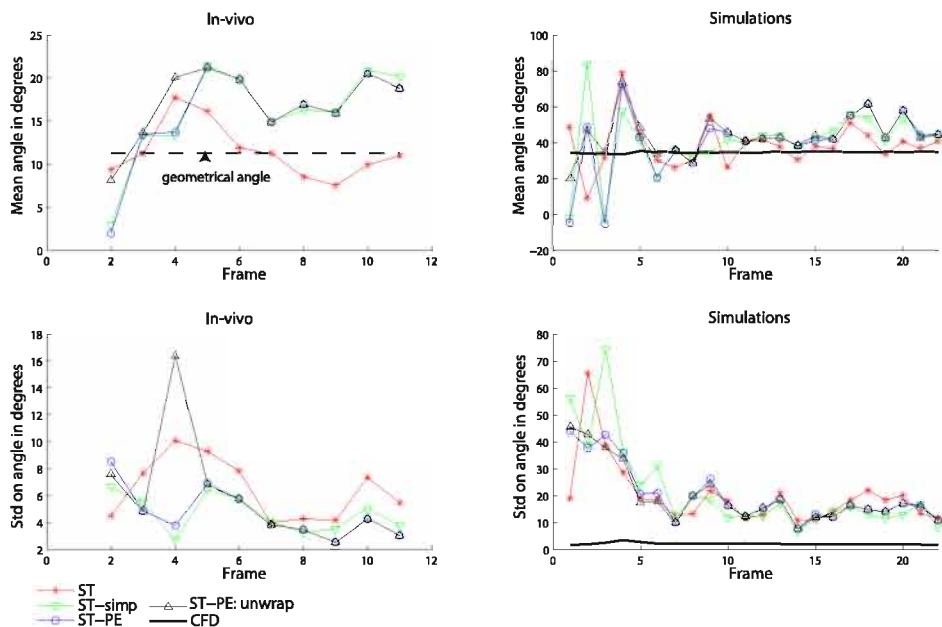 In-vivo
Mean angle in degrees
25
20
15
10
5
0
geometrical angle
0 2 4 6 8 10 12
Frame
Simulations
Mean angle in degrees
100
80
60
40
20
0
−20
0 5 10 15 20
Frame
In-vivo
Std on angle in degrees
18
16
14
12
10
8
6
4
2
0 2 4 6 8 10 12
Frame
Simulations
Std on angle in degrees
80
70
60
50
40
30
20
10
0
0 5 10 15 20
Frame
ST
ST−simp
ST−PE
ST−PE: unwrap
CFD